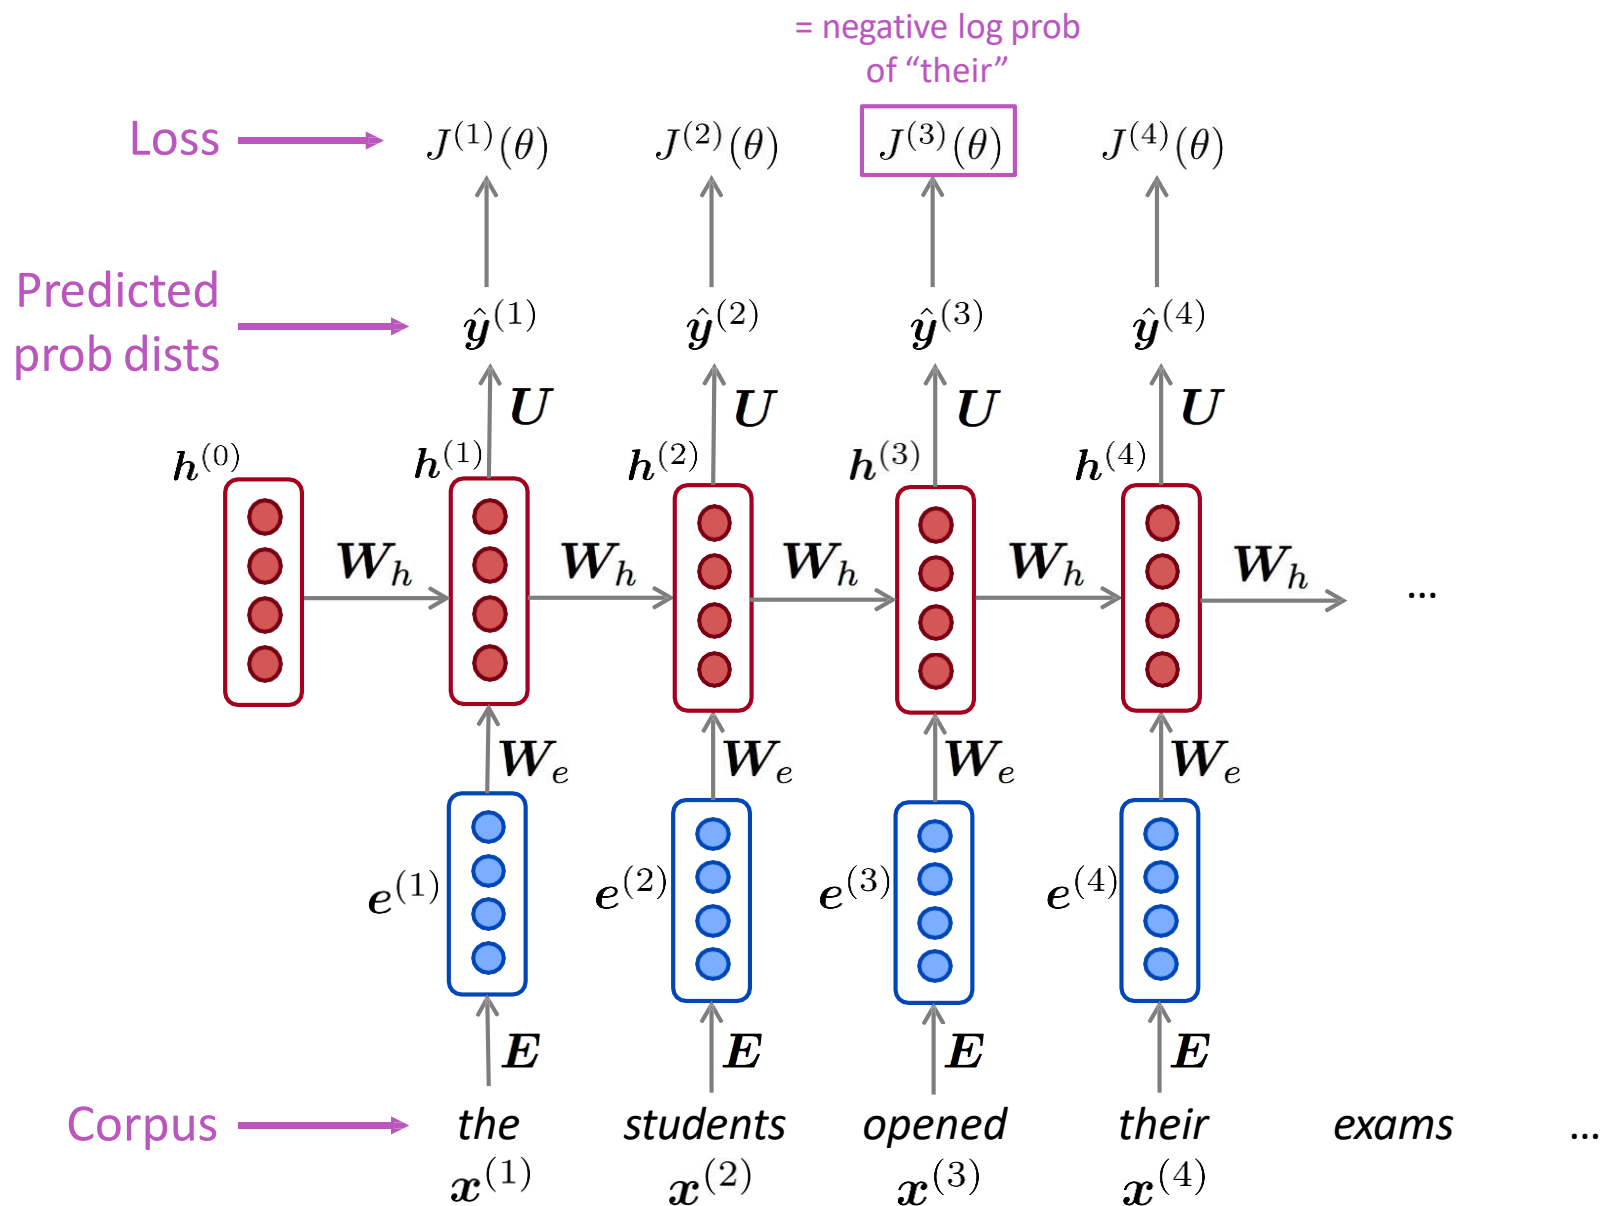 = negative log prob
of “their”
Loss J⁽¹⁾(θ) J⁽²⁾(θ) J⁽³⁾(θ) J⁽⁴⁾(θ)
Predicted
prob dists
ŷ⁽¹⁾ ŷ⁽²⁾ ŷ⁽³⁾ ŷ⁽⁴⁾
U U U U
h⁽⁰⁾ h⁽¹⁾ h⁽²⁾ h⁽³⁾ h⁽⁴⁾
W_h W_h W_h W_h W_h ...
W_e W_e W_e W_e
e⁽¹⁾ e⁽²⁾ e⁽³⁾ e⁽⁴⁾
E E E E
Corpus the students opened their exams ...
x⁽¹⁾ x⁽²⁾ x⁽³⁾ x⁽⁴⁾